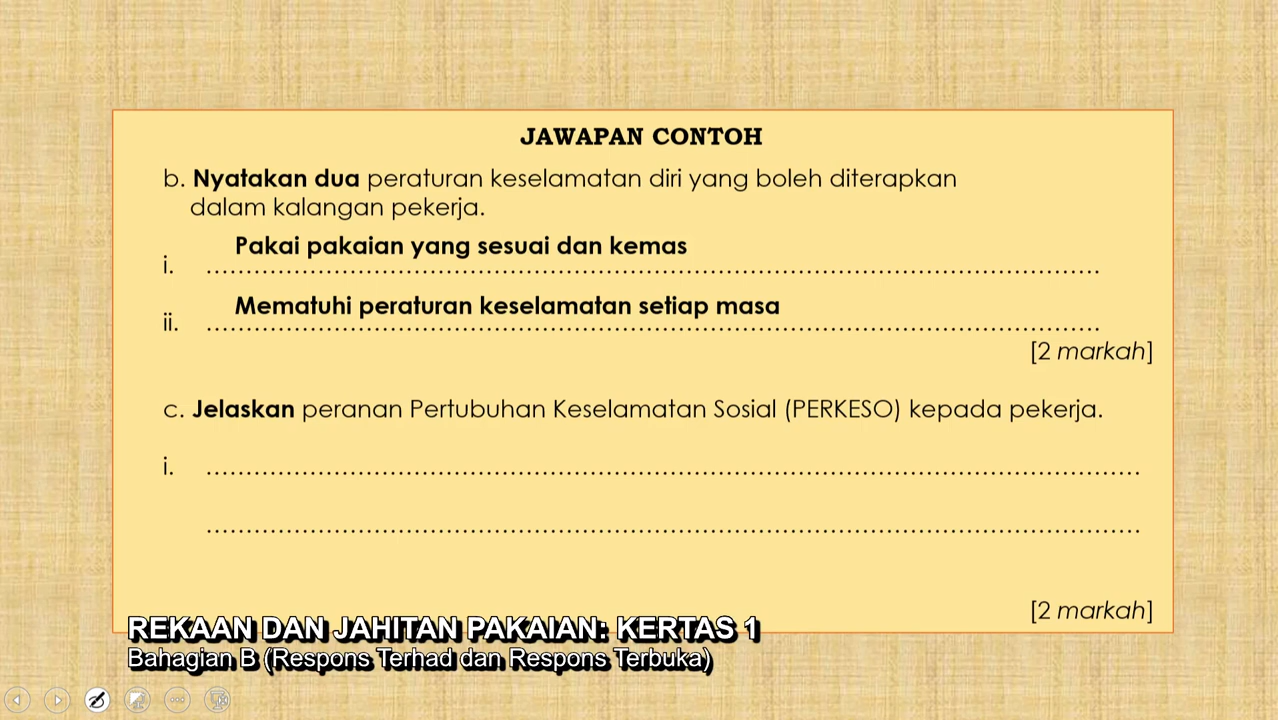 JAWAPAN CONTOH
b. Nyatakan dua peraturan keselamatan diri yang boleh diterapkan
dalam kalangan pekerja.
Pakai pakaian yang sesuai dan kemas
i. ........................................................................................................................
Mematuhi peraturan keselamatan setiap masa
ii. ........................................................................................................................
[2 markah]
c. Jelaskan peranan Pertubuhan Keselamatan Sosial (PERKESO) kepada pekerja.
i. ........................................................................................................................
........................................................................................................................
[2 markah]
REKAAN DAN JAHITAN PAKAIAN: KERTAS 1
Bahagian B (Respons Terhad dan Respons Terbuka)